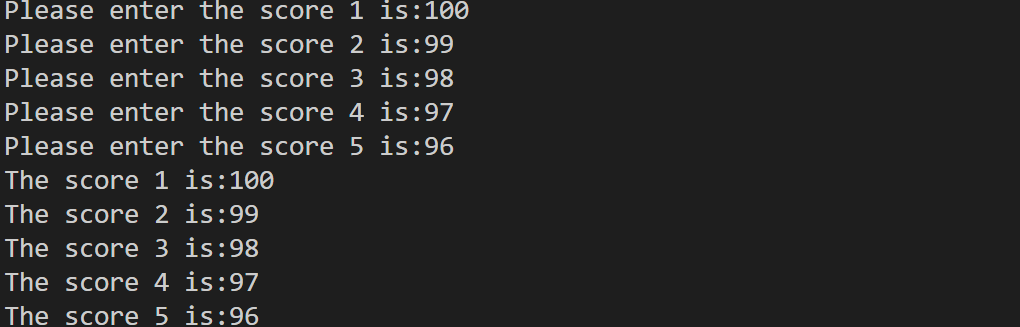 Please enter the score 1 is:100
Please enter the score 2 is:99
Please enter the score 3 is:98
Please enter the score 4 is:97
Please enter the score 5 is:96
The score 1 is:100
The score 2 is:99
The score 3 is:98
The score 4 is:97
The score 5 is:96